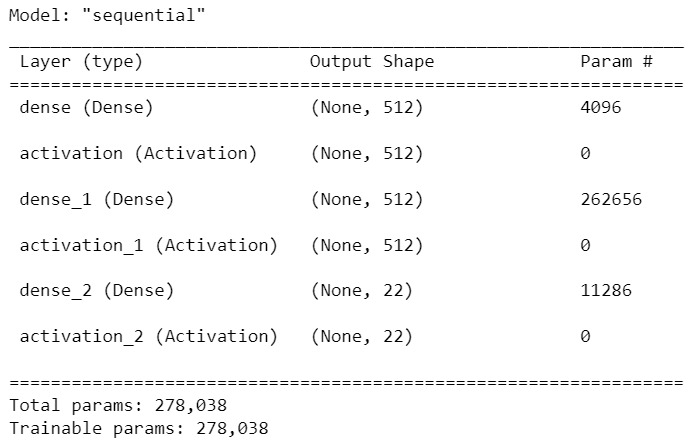 Model: "sequential"
Layer (type) Output Shape Param #
dense (Dense) (None, 512) 4096
activation (Activation) (None, 512) 0
dense_1 (Dense) (None, 512) 262656
activation_1 (Activation) (None, 512) 0
dense_2 (Dense) (None, 22) 11286
activation_2 (Activation) (None, 22) 0
Total params: 278,038
Trainable params: 278,038